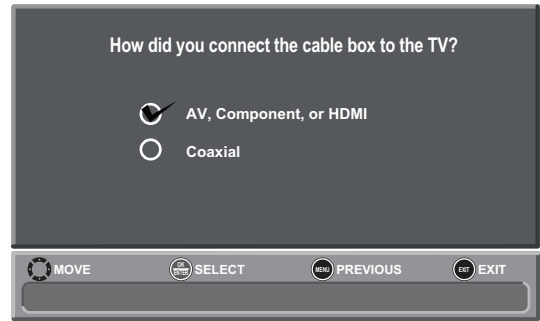 How did you connect the cable box to the TV?
AV, Component, or HDMI
Coaxial
MOVE OK ENTER SELECT MENU PREVIOUS EXIT EXIT